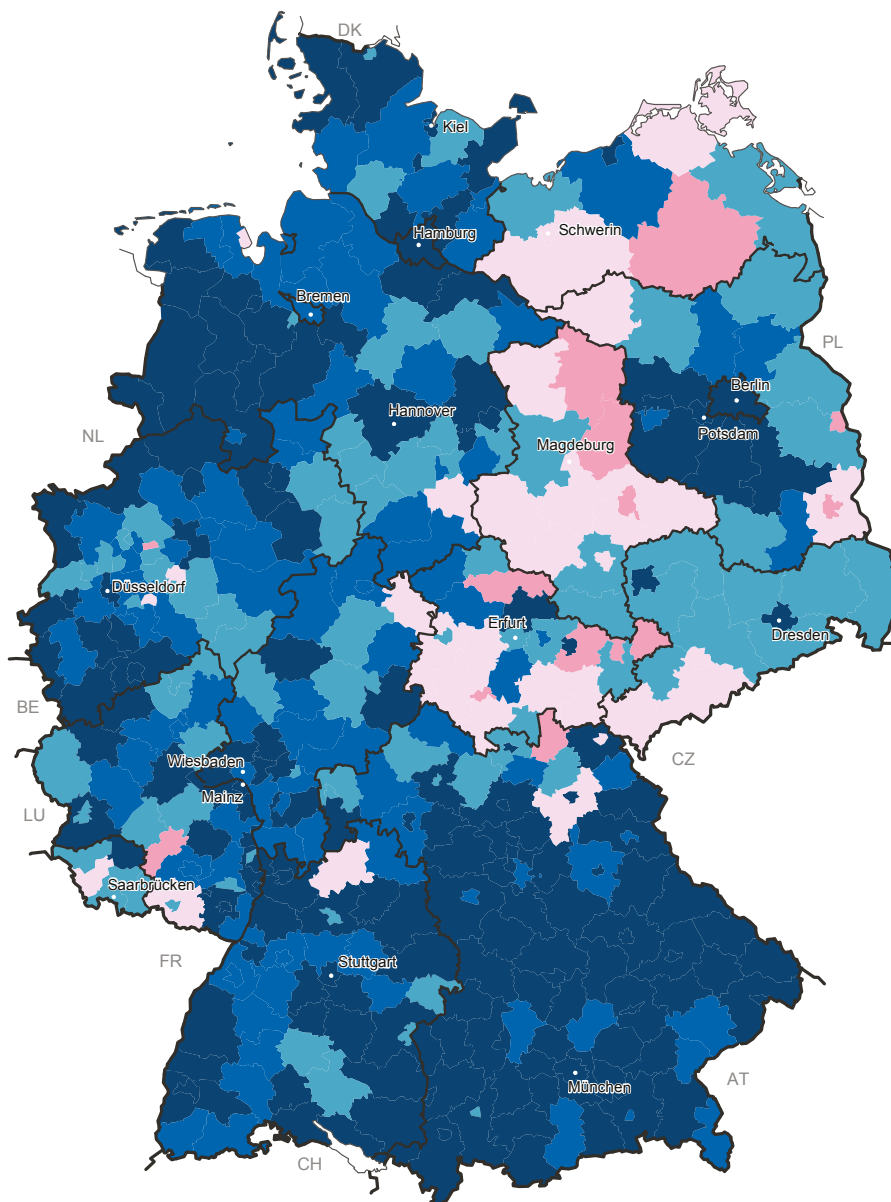 DK
Kiel
Schwerin
Hamburg
Bremen
PL
Berlin
Hannover
Potsdam
NL
Magdeburg
Düsseldorf
Erfurt
Dresden
BE
Wiesbaden
CZ
Mainz
LU
Saarbrücken
FR
Stuttgart
AT
München
CH